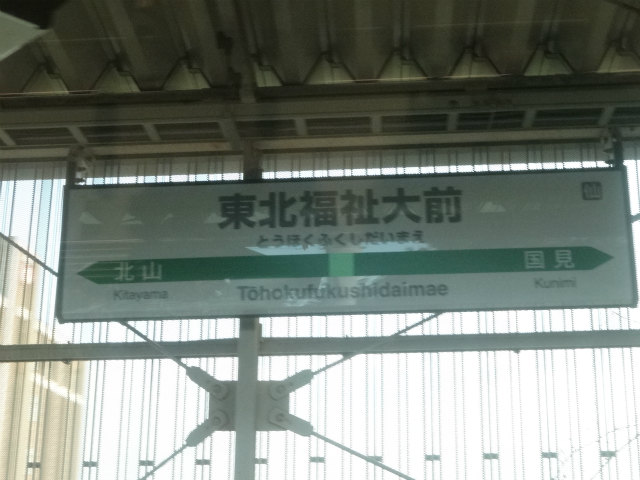 東北福祉大前
とうほくふくしだいまえ
北山 国見
Kitayama Tōhokufukushidaimae Kunimi